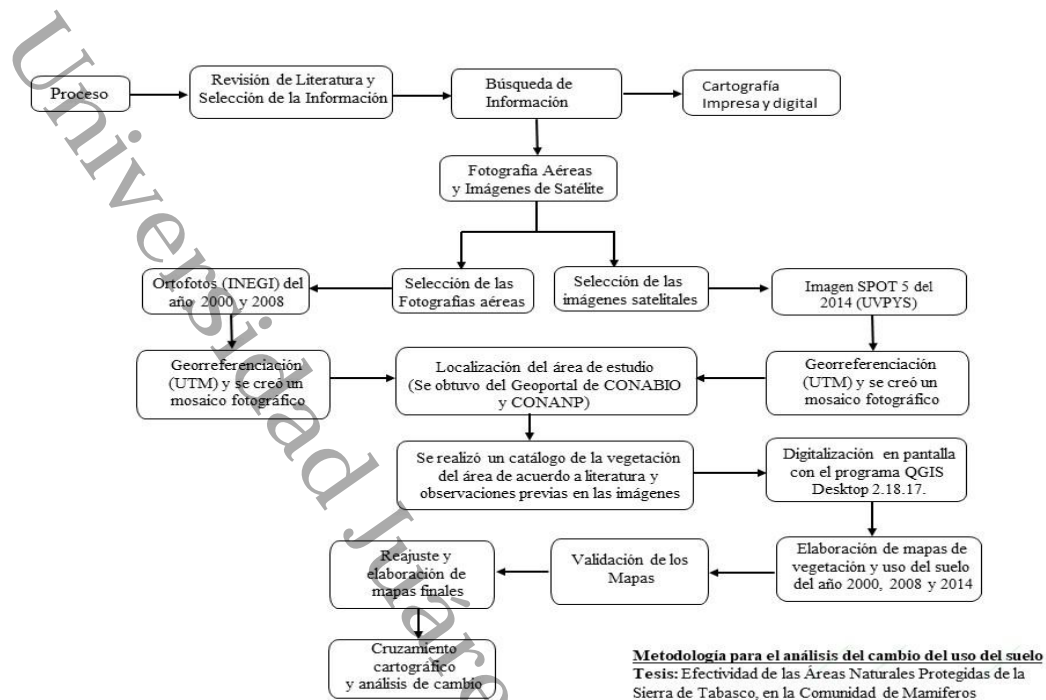 Proceso
Revisión de Literatura y
Selección de la Información
Búsqueda de
Información
Cartografía
Impresa y digital
Fotografía Aéreas
y Imágenes de Satélite
Ortofotos (INEGI) del
año 2000 y 2008
Selección de las
Fotografías aéreas
Selección de las
imágenes satelitales
Imagen SPOT 5 del
2014 (UVPYS)
Georreferenciación
(UTM) y se creó un
mosaico fotográfico
Localización del área de estudio
(Se obtuvo del Geoportal de CONABIO
y CONANP)
Georreferenciación
(UTM) y se creó un
mosaico fotográfico
Se realizó un catálogo de la vegetación
del área de acuerdo a literatura y
observaciones previas en las imágenes
Digitalización en pantalla
con el programa QGIS
Desktop 2.18.17.
Reajuste y
elaboración de
mapas finales
Validación de los
Mapas
Elaboración de mapas de
vegetación y uso del suelo
del año 2000, 2008 y 2014
Cruzamiento
cartográfico
y análisis de cambio
Metodología para el análisis del cambio del uso del suelo
Tesis: Efectividad de las Áreas Naturales Protegidas de la
Sierra de Tabasco, en la Comunidad de Mamíferos
Universidad Juáre